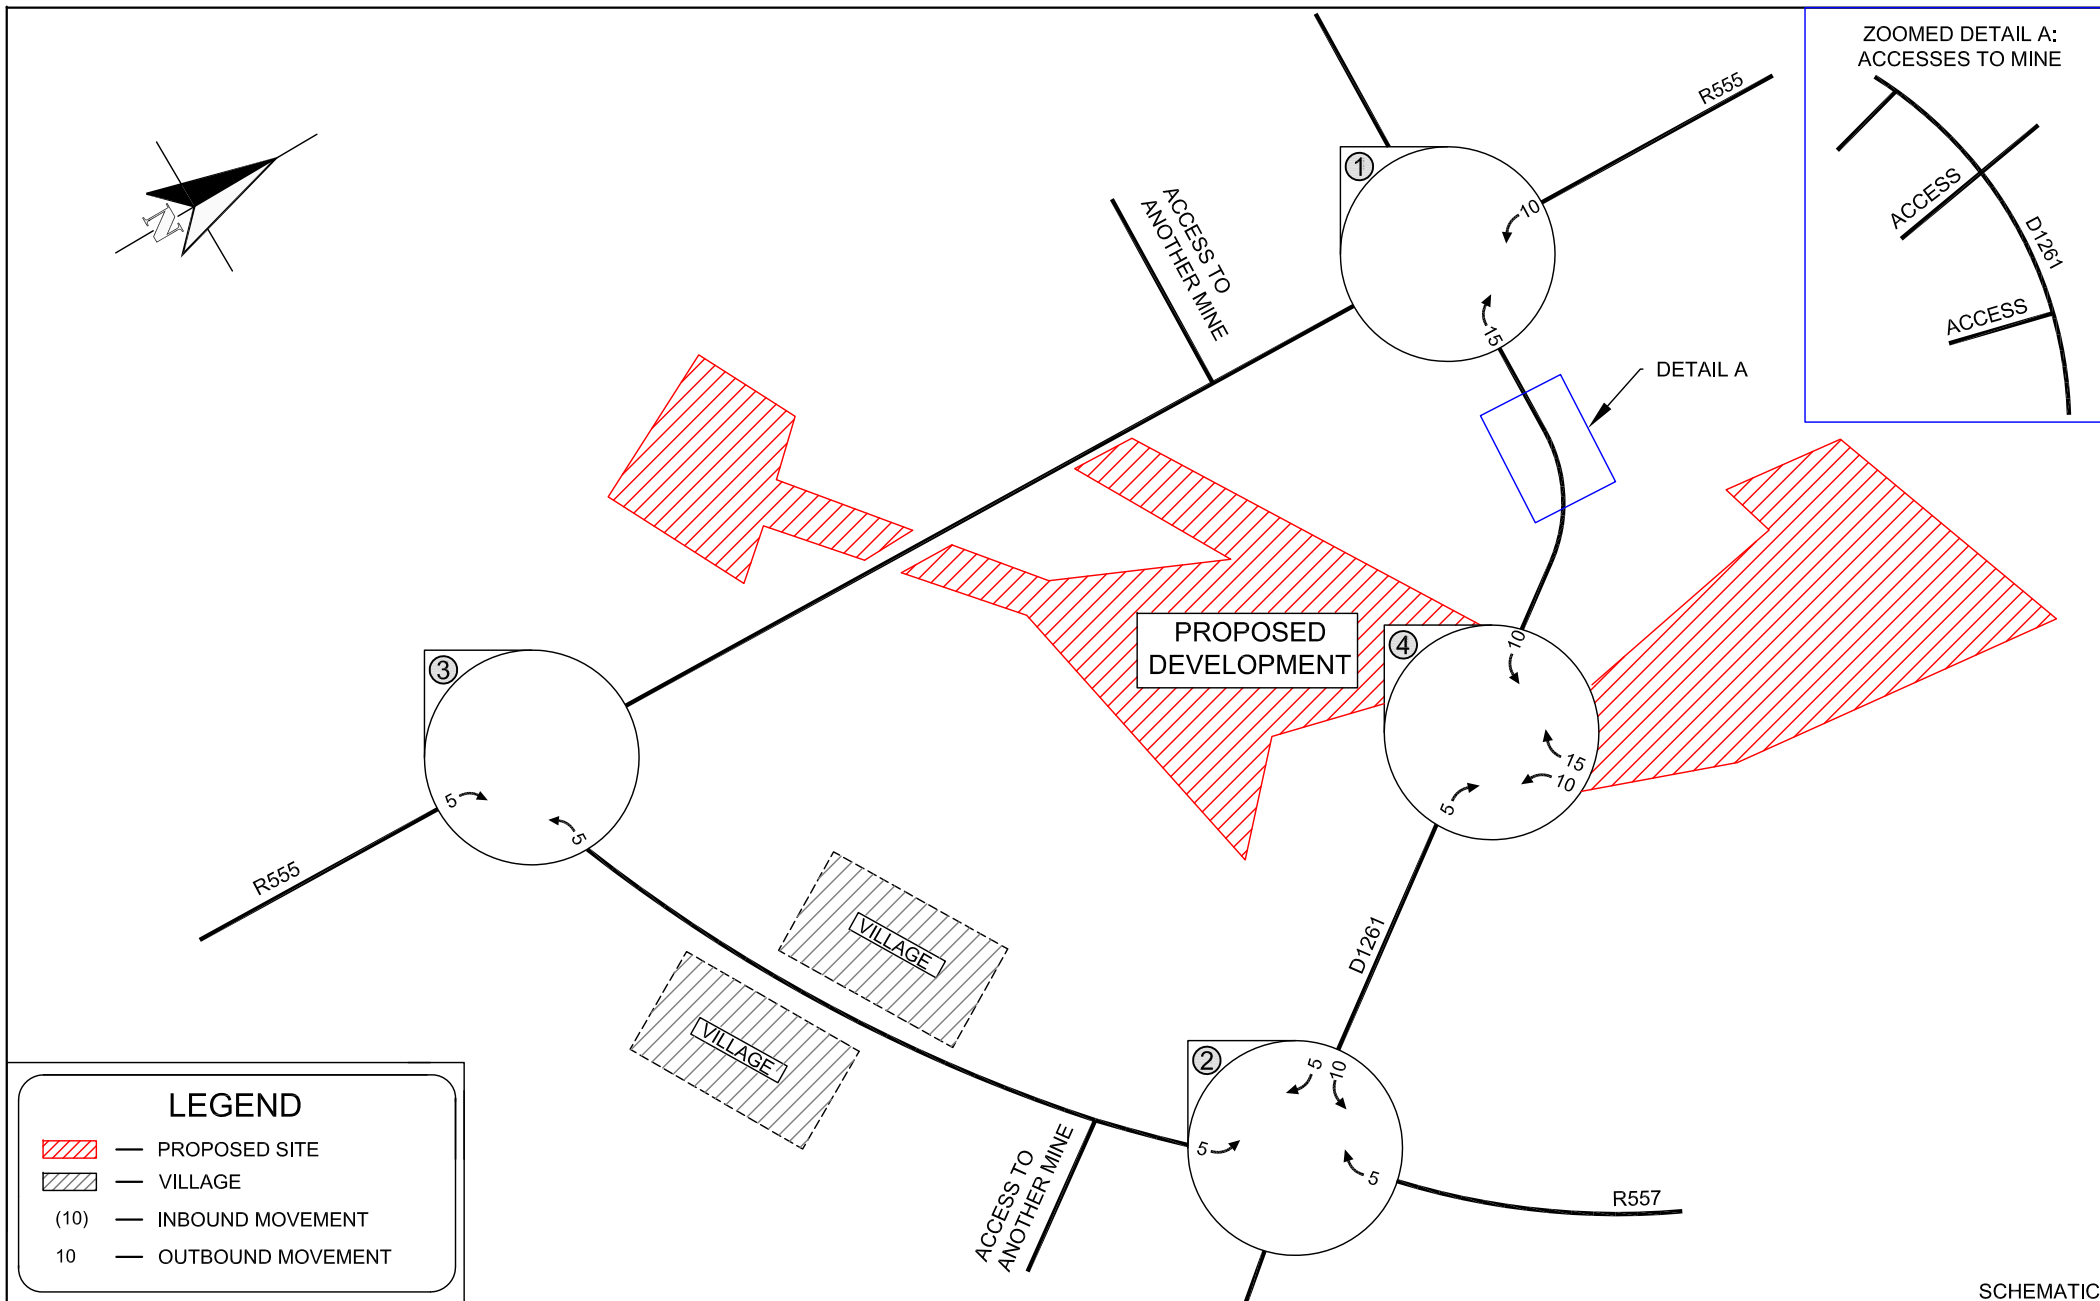 ZOOMED DETAIL A:
ACCESSES TO MINE
ACCESS
D1261
ACCESS
R555
1
10
15
ACCESS TO
ANOTHER MINE
DETAIL A
N
PROPOSED
DEVELOPMENT
4
10
15
10
5
3
5
5
R555
VILLAGE
VILLAGE
D1261
2
5
10
5
5
R557
ACCESS TO
ANOTHER MINE
LEGEND
— PROPOSED SITE
— VILLAGE
(10) — INBOUND MOVEMENT
10 — OUTBOUND MOVEMENT
SCHEMATIC